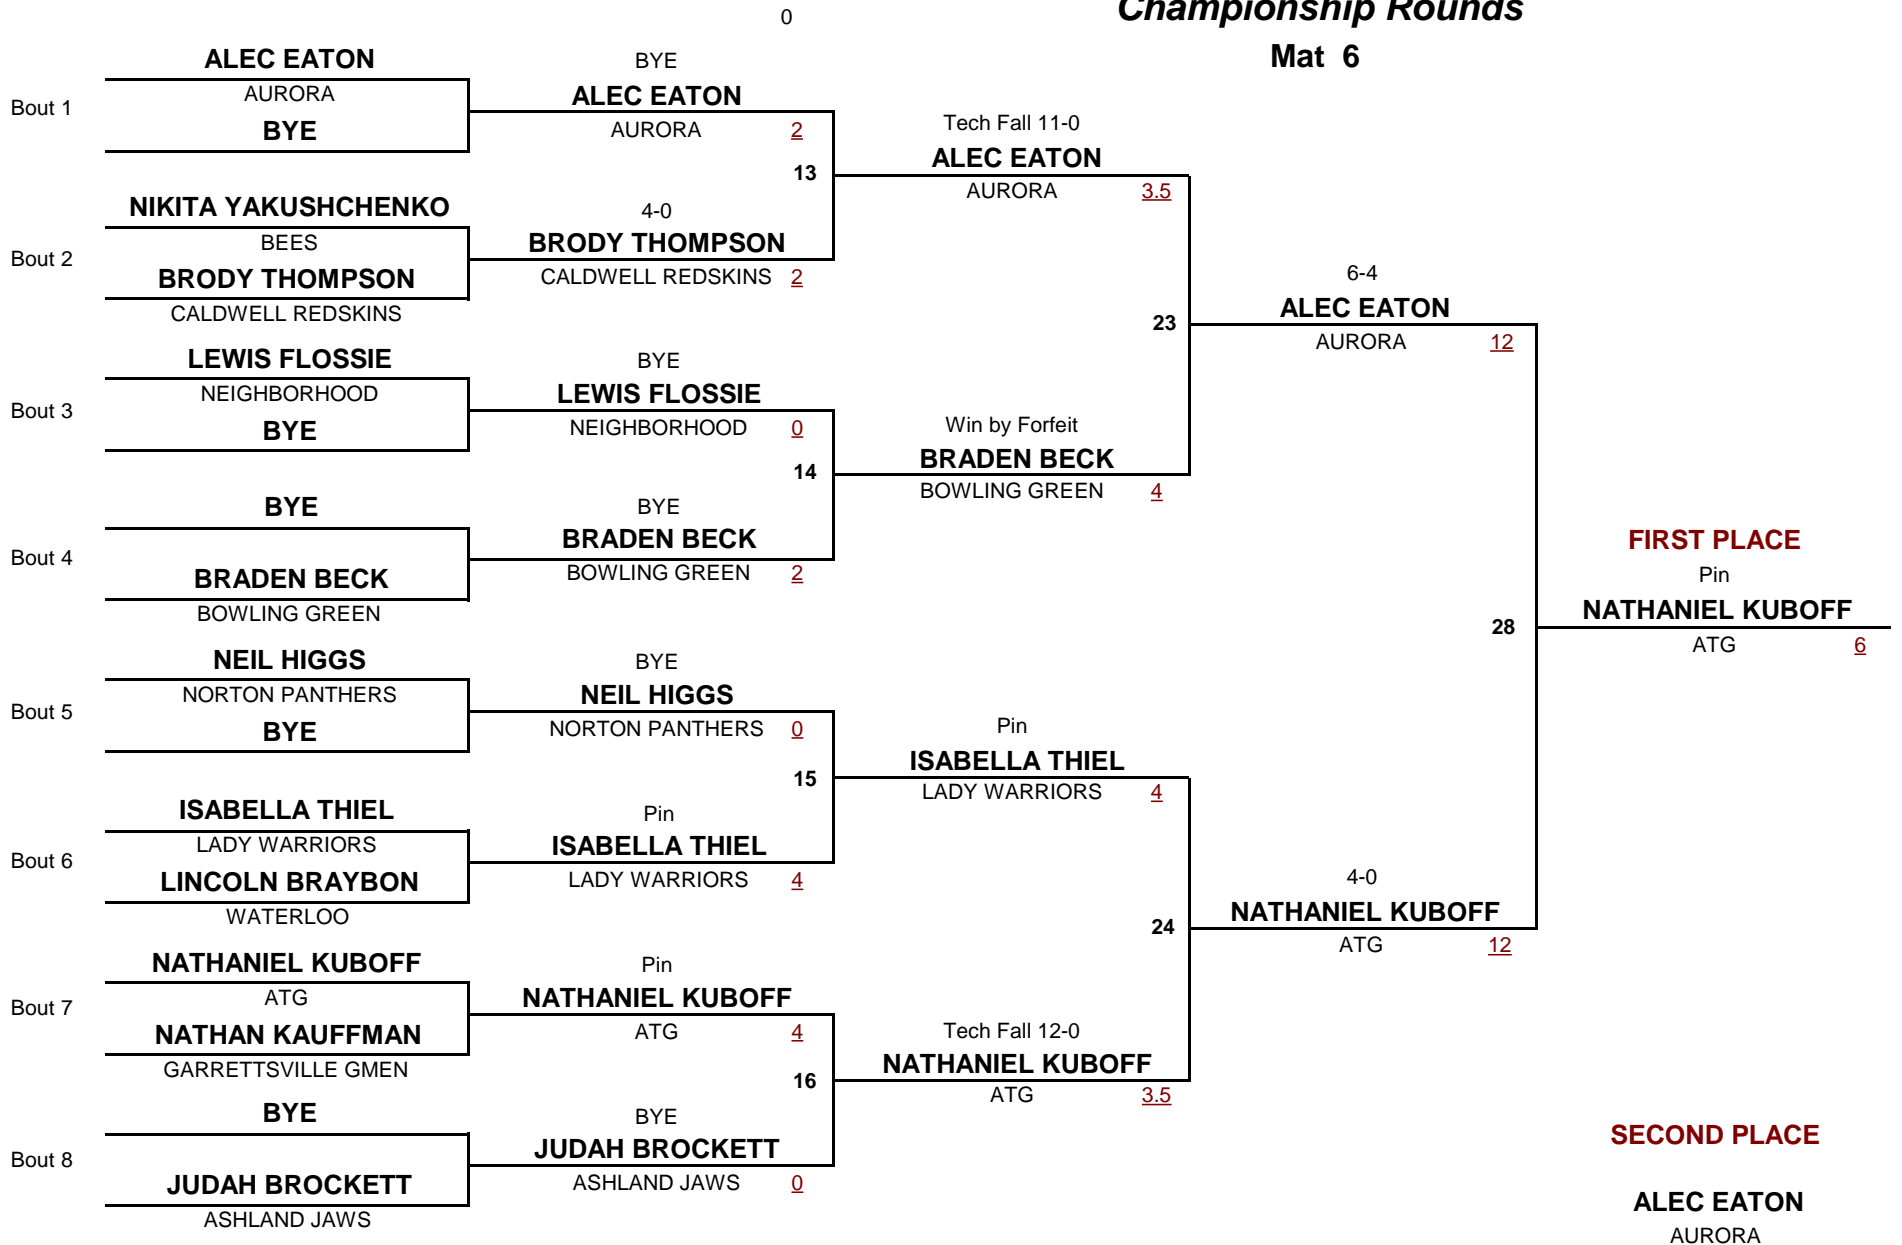 0
Championship Rounds
Mat 6
ALEC EATON
Bout 1
AURORA
BYE
NIKITA YAKUSHCHENKO
Bout 2
BEES
BRODY THOMPSON
CALDWELL REDSKINS
LEWIS FLOSSIE
Bout 3
NEIGHBORHOOD
BYE
BYE
Bout 4
BRADEN BECK
BOWLING GREEN
NEIL HIGGS
Bout 5
NORTON PANTHERS
BYE
ISABELLA THIEL
Bout 6
LADY WARRIORS
LINCOLN BRAYBON
WATERLOO
NATHANIEL KUBOFF
Bout 7
ATG
NATHAN KAUFFMAN
GARRETTSVILLE GMEN
BYE
Bout 8
JUDAH BROCKETT
ASHLAND JAWS
BYE
ALEC EATON
AURORA 2
13
4-0
BRODY THOMPSON
CALDWELL REDSKINS 2
BYE
LEWIS FLOSSIE
NEIGHBORHOOD 0
14
BYE
BRADEN BECK
BOWLING GREEN 2
BYE
NEIL HIGGS
NORTON PANTHERS 0
15
Pin
ISABELLA THIEL
LADY WARRIORS 4
Pin
NATHANIEL KUBOFF
ATG 4
16
BYE
JUDAH BROCKETT
ASHLAND JAWS 0
Tech Fall 11-0
ALEC EATON
AURORA 3.5
23
Win by Forfeit
BRADEN BECK
BOWLING GREEN 4
Pin
ISABELLA THIEL
LADY WARRIORS 4
24
Tech Fall 12-0
NATHANIEL KUBOFF
ATG 3.5
6-4
ALEC EATON
AURORA 12
28
4-0
NATHANIEL KUBOFF
ATG 12
FIRST PLACE
Pin
NATHANIEL KUBOFF
ATG 6
SECOND PLACE
ALEC EATON
AURORA